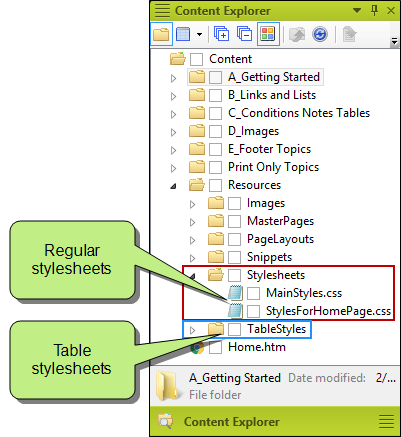 Content Explorer
Content
A_Getting Started
B_Links and Lists
C_Conditions Notes Tables
D_Images
E_Footer Topics
Print Only Topics
Resources
Images
MasterPages
PageLayouts
Snippets
Regular
stylesheets
Stylesheets
MainStyles.css
StylesForHomePage.css
Table
stylesheets
TableStyles
Home.htm
A_Getting Started Date modified: 2/...
File folder
Content Explorer